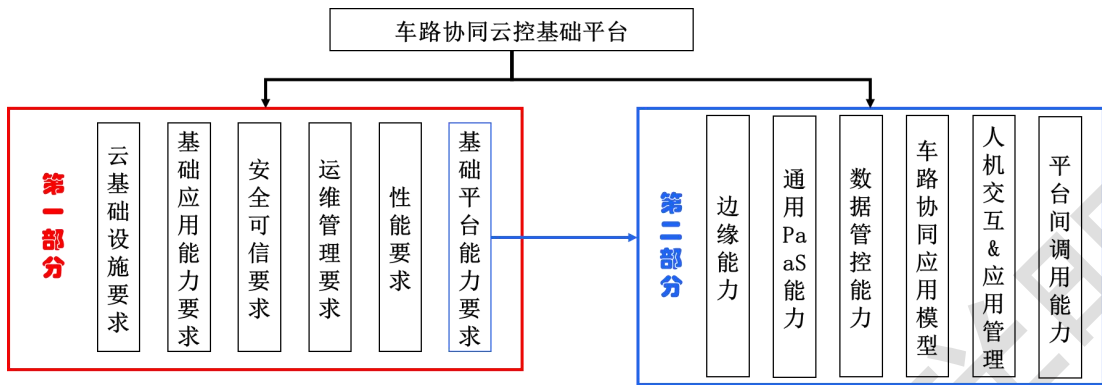 车路协同云控基础平台
第一部分
云基础设施要求
基础应用能力要求
安全可信要求
运维管理要求
性能要求
基础平台能力要求
第二部分
边缘能力
通用PaaS能力
数据管控能力
车路协同应用模型
人机交互&应用管理
平台间调用能力